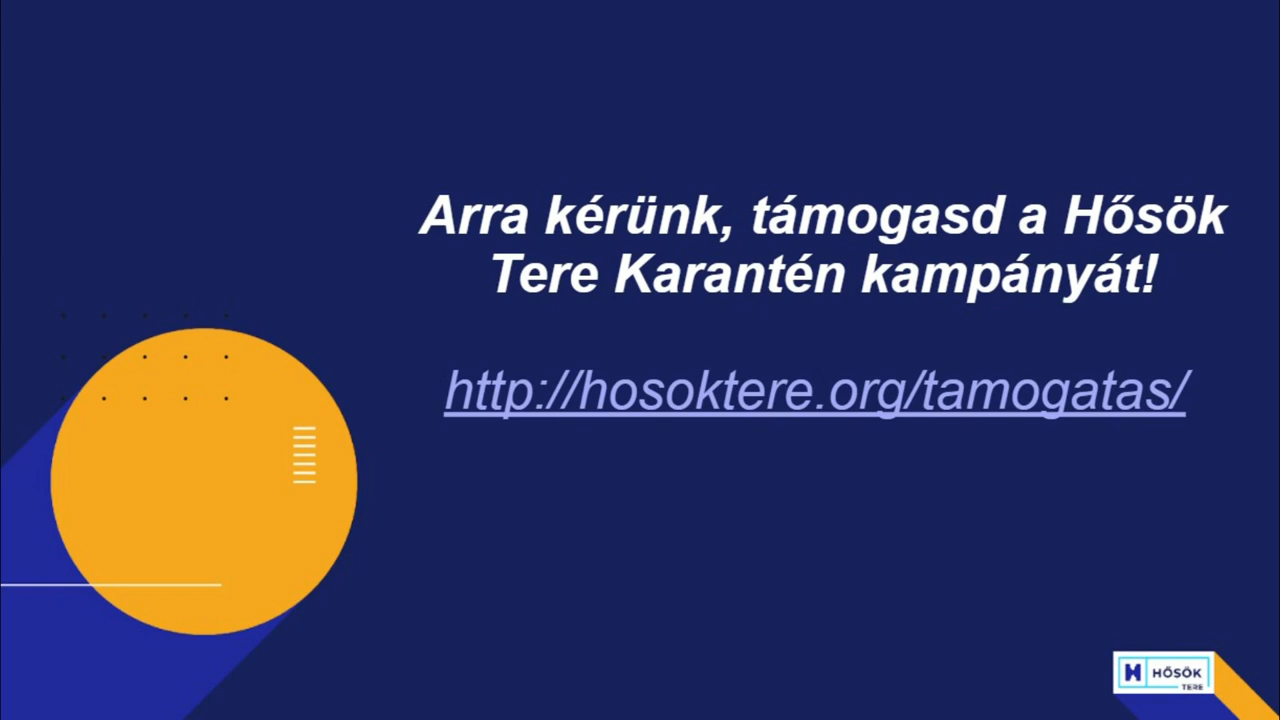 Arra kérünk, támogasd a Hősök
Tere Karantén kampányát!
http://hosoktere.org/tamogatas/
H HŐSÖK
TERE